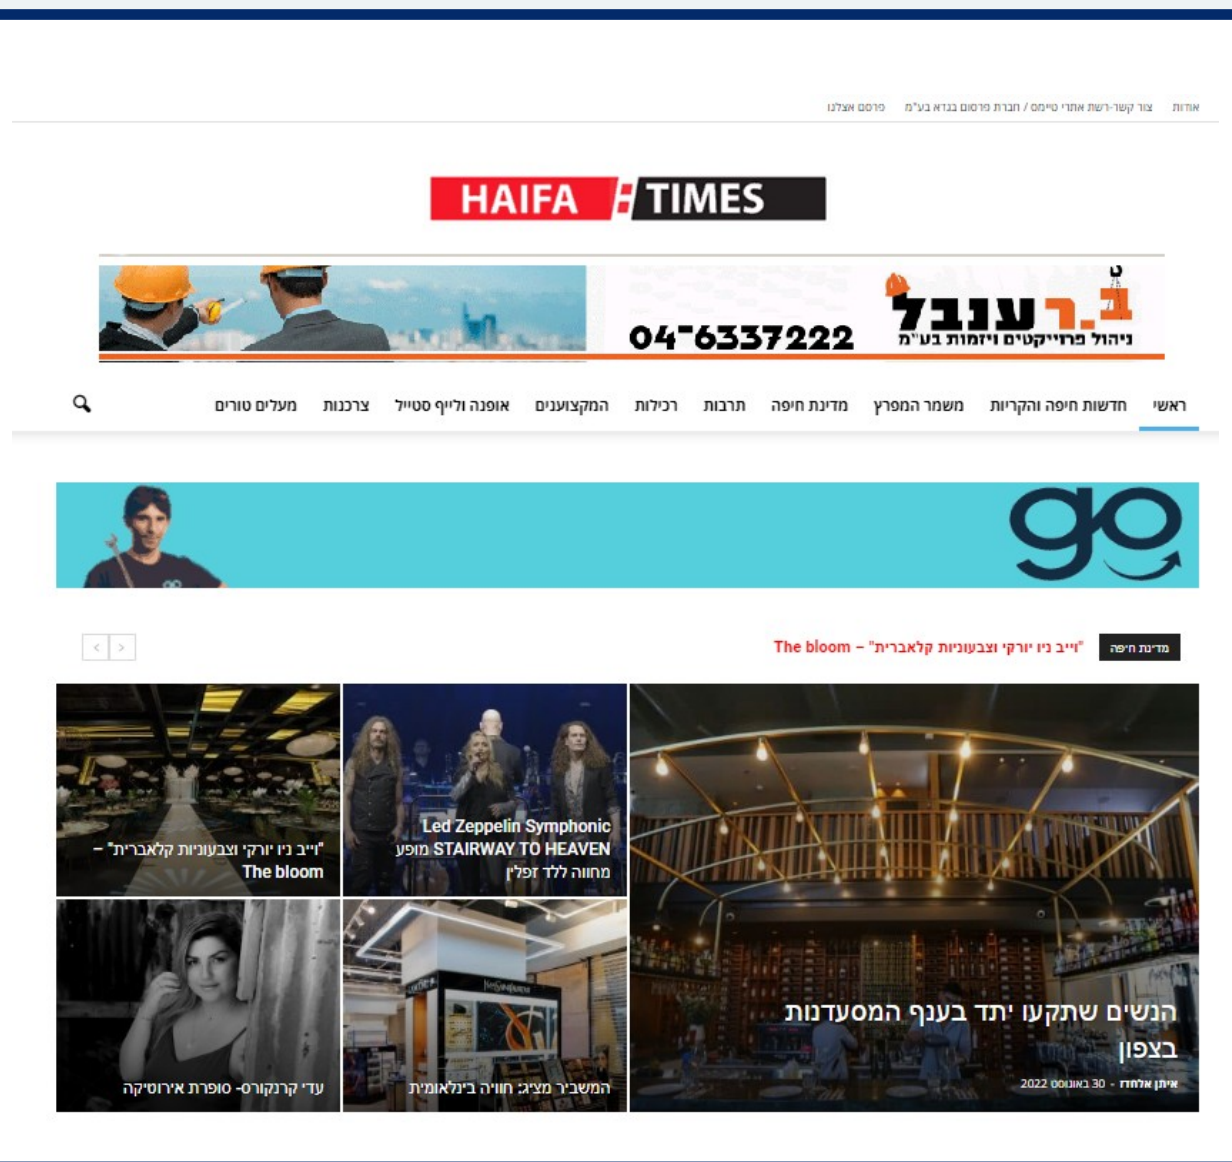 אודות צור קשר-רשת אתרי טיימס / חברת פרסום בנדא בע"מ פרסם אצלנו
HAIFA TIMES
ב.ר ענבל
ניהול פרוייקטים ויזמות בע"מ
04-6337222
ראשי חדשות חיפה והקריות משמר המפרץ מדינת חיפה תרבות רכילות המקצוענים אופנה ולייף סטייל צרכנות מעלים טורים
go
מדינת חיפה "וייב ניו יורקי וצבעוניות קלאברית" – The bloom
הנשים שתקעו יתד בענף המסעדנות
בצפון
איתן אלחדז - 30 באוגוסט 2022
Led Zeppelin Symphonic
STAIRWAY TO HEAVEN מופע
מחווה ללד זפלין
"וייב ניו יורקי וצבעוניות קלאברית" –
The bloom
המשביר מציג: חוויה בינלאומית
עדי קרנקורס- סופרת אירוטיקה